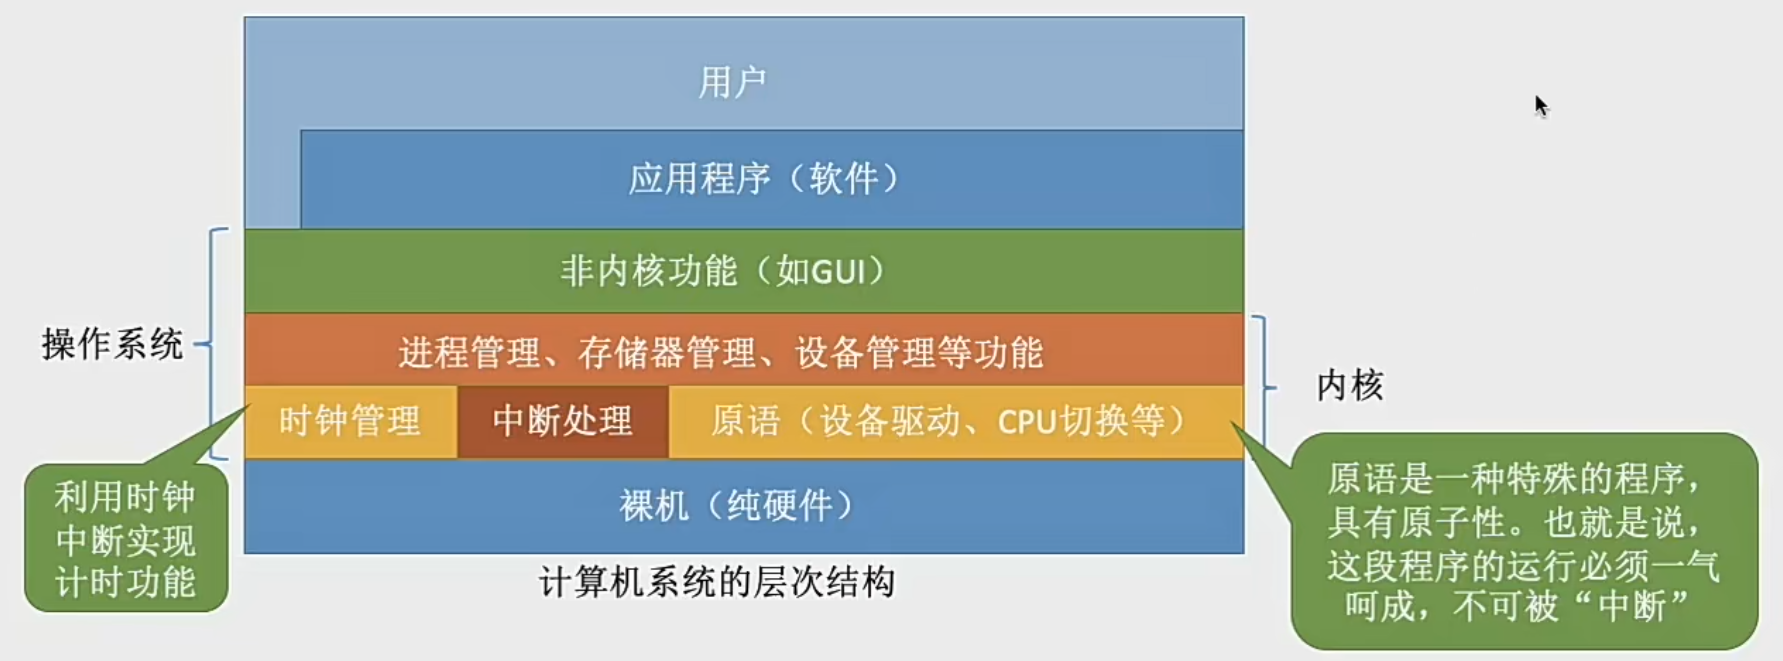 用户
应用程序（软件）
非内核功能（如GUI）
操作系统
进程管理、存储器管理、设备管理等功能
内核
时钟管理
中断处理
原语（设备驱动、CPU切换等）
利用时钟
中断实现
计时功能
裸机（纯硬件）
原语是一种特殊的程序，
具有原子性。也就是说，
这段程序的运行必须一气
呵成，不可被“中断”
计算机系统的层次结构